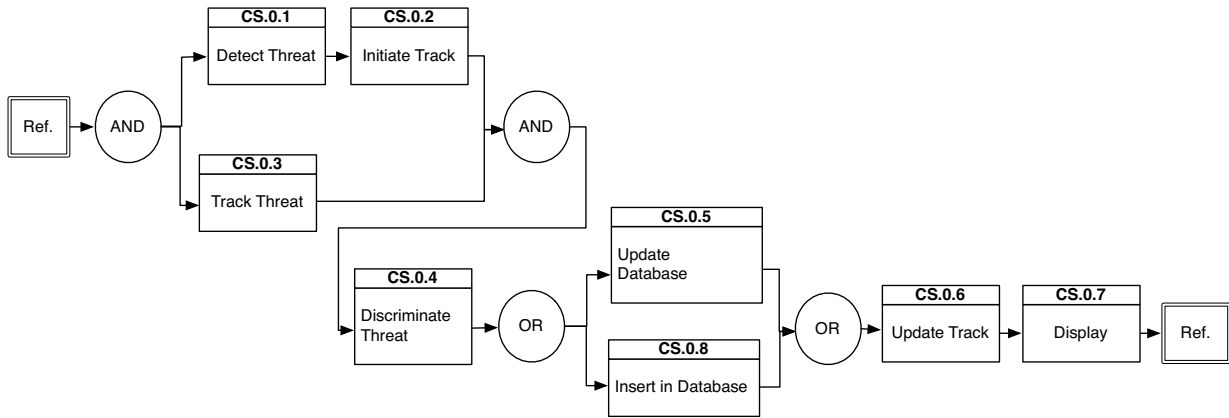 CS.0.1
Detect Threat
CS.0.2
Initiate Track
Ref.
AND
AND
CS.0.3
Track Threat
CS.0.4
Discriminate
Threat
OR
CS.0.5
Update
Database
CS.0.8
Insert in Database
OR
CS.0.6
Update Track
CS.0.7
Display
Ref.